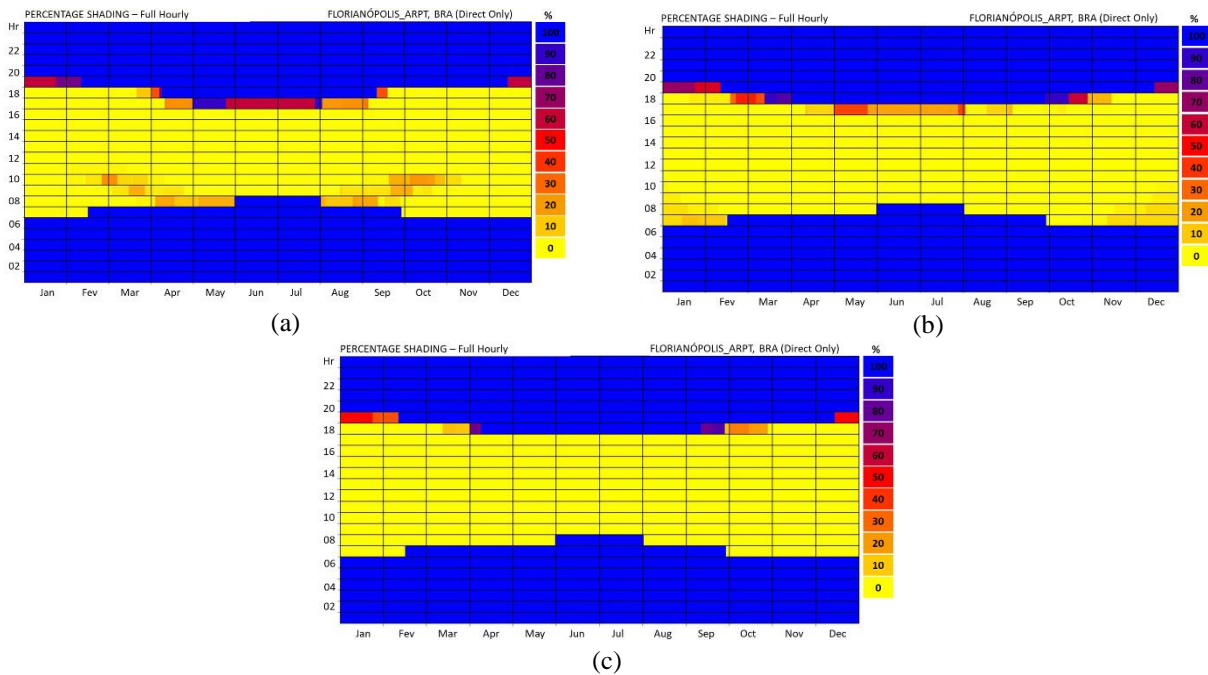 PERCENTAGE SHADING – Full Hourly FLORIANÓPOLIS_ARPT, BRA (Direct Only) %
Hr 100
22 90
20 80
18 70
16 60
14 50
12 40
10 30
08 20
06 10
04 0
02
Jan Fev Mar Apr May Jun Jul Aug Sep Oct Nov Dec
(a)
PERCENTAGE SHADING – Full Hourly FLORIANÓPOLIS_ARPT, BRA (Direct Only) %
Hr 100
22 90
20 80
18 70
16 60
14 50
12 40
10 30
08 20
06 10
04 0
02
Jan Fev Mar Apr May Jun Jul Aug Sep Oct Nov Dec
(b)
PERCENTAGE SHADING – Full Hourly FLORIANÓPOLIS_ARPT, BRA (Direct Only) %
Hr 100
22 90
20 80
18 70
16 60
14 50
12 40
10 30
08 20
06 10
04 0
02
Jan Fev Mar Apr May Jun Jul Aug Sep Oct Nov Dec
(c)